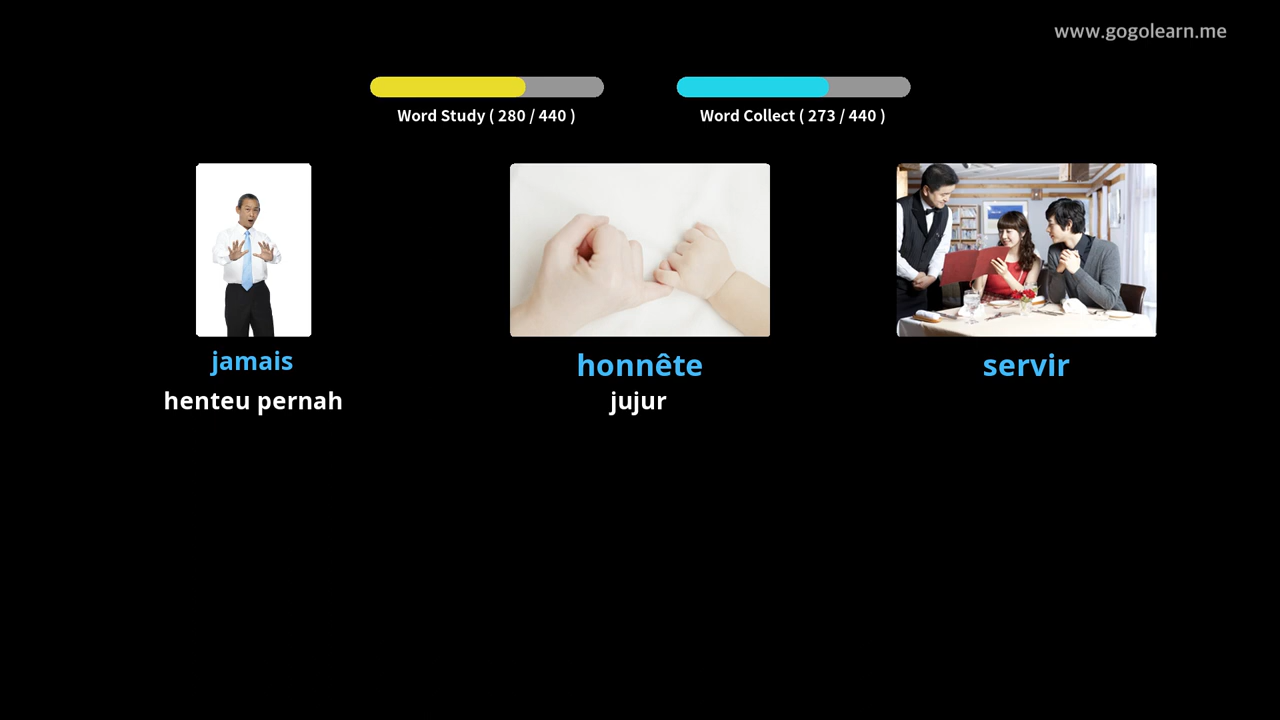 www.gogolearn.me
Word Study ( 280 / 440 )
Word Collect ( 273 / 440 )
jamais
honnête
servir
henteu pernah
jujur